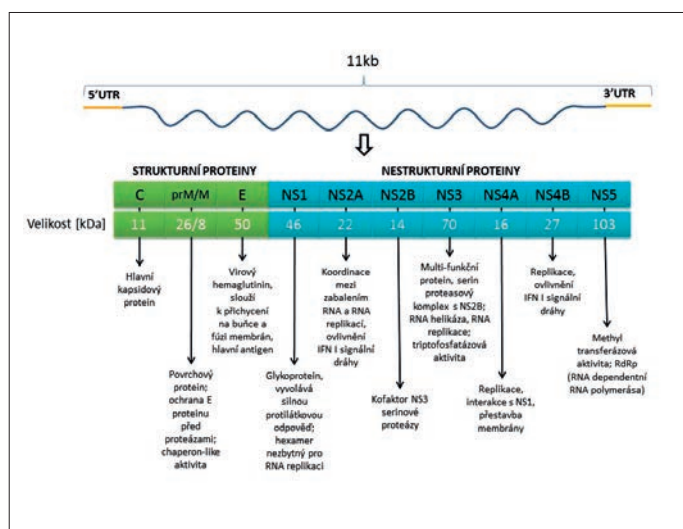 11kb
5'UTR
3'UTR
STRUKTURNÍ PROTEINY
NESTRUKTURNÍ PROTEINY
C prM/M E NS1 NS2A NS2B NS3 NS4A NS4B NS5
Velikost [kDa] 11 26/8 50 46 22 14 70 16 27 103
Hlavní
kapsidový
protein
Povrchový
protein;
ochrana E
proteinu
před
proteázami;
chaperon-like
aktivita
Virový
hemaglutinin,
slouží
k přichycení
na buňce a
fúzi membrán,
hlavní antigen
Glykoprotein,
vyvolává
silnou
protilátkovou
odpověď;
hexamer
nezbytný pro
RNA replikaci
Koordinace
mezi
zabalením
RNA a RNA
replikací,
ovlivnění
IFN I signální
dráhy
Kofaktor NS3
serinové
proteázy
Multi-funkční
protein, serin
proteasový
komplex s NS2B;
RNA helikáza, RNA
replikace;
triptofosfatázová
aktivita
Replikace,
interakce s NS1,
přestavba
membrány
Replikace,
ovlivnění
IFN I signální
dráhy
Methyl
transferázová
aktivita; RdRp
(RNA dependentní
RNA polymerása)